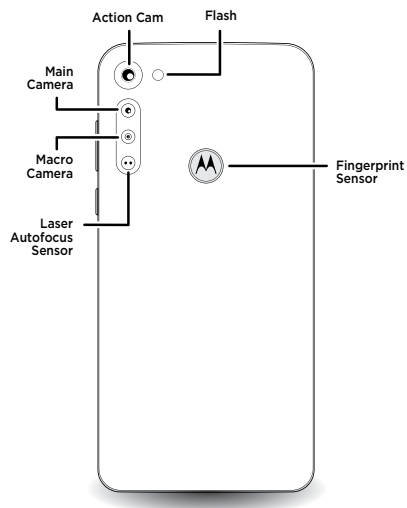 Action Cam
Flash
Main
Camera
Macro
Camera
Fingerprint
Sensor
Laser
Autofocus
Sensor